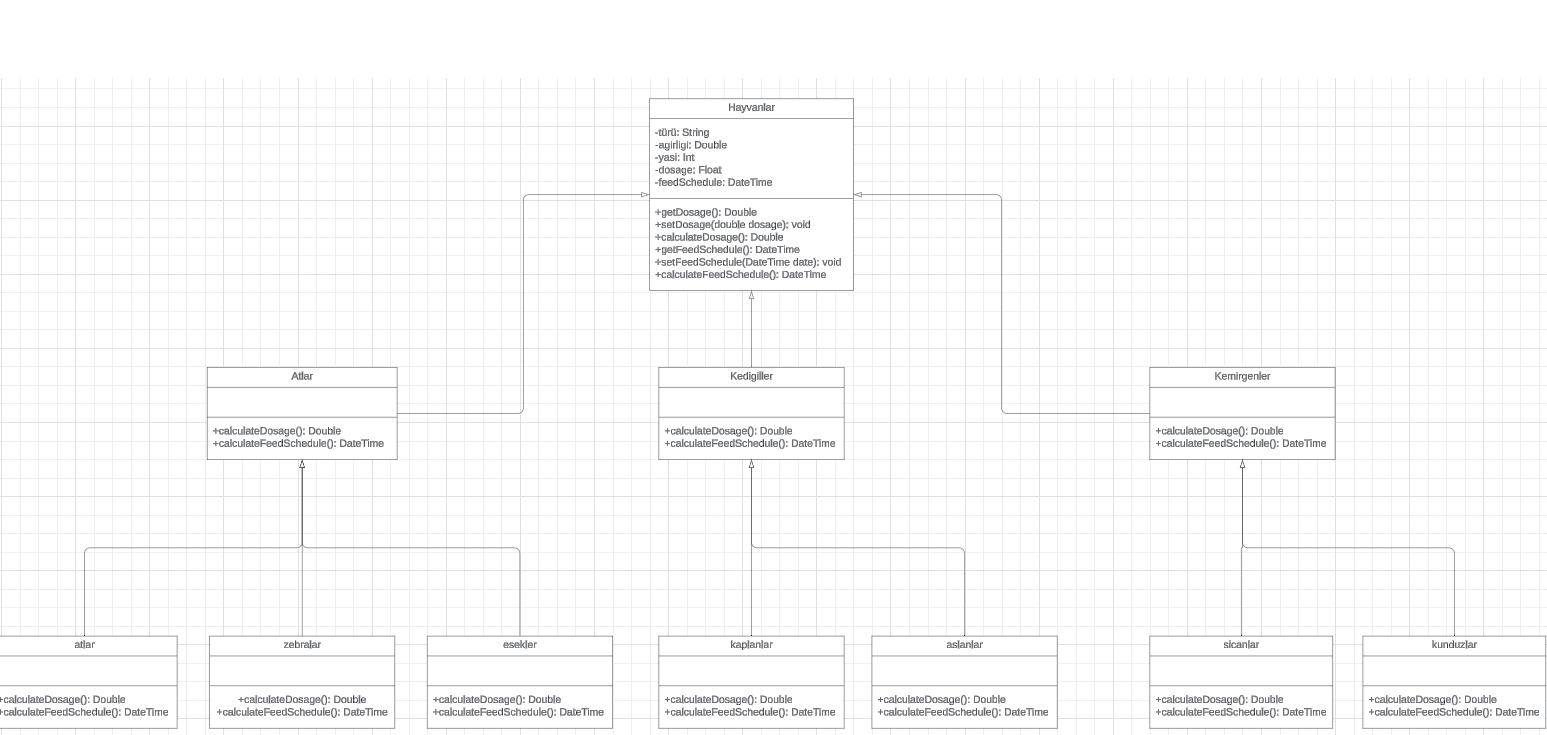 Hayvanlar
-türü: String
-agirligi: Double
-yasi: Int
-dosage: Float
-feedSchedule: DateTime
+getDosage(): Double
+setDosage(double dosage): void
+calculateDosage(): Double
+getFeedSchedule(): DateTime
+setFeedSchedule(DateTime date): void
+calculateFeedSchedule(): DateTime
Atlar
+calculateDosage(): Double
+calculateFeedSchedule(): DateTime
Kedigiller
+calculateDosage(): Double
+calculateFeedSchedule(): DateTime
Kemirgenler
+calculateDosage(): Double
+calculateFeedSchedule(): DateTime
atlar
+calculateDosage(): Double
+calculateFeedSchedule(): DateTime
zebralar
+calculateDosage(): Double
+calculateFeedSchedule(): DateTime
esekler
+calculateDosage(): Double
+calculateFeedSchedule(): DateTime
kaplanlar
+calculateDosage(): Double
+calculateFeedSchedule(): DateTime
aslanlar
+calculateDosage(): Double
+calculateFeedSchedule(): DateTime
sicanlar
+calculateDosage(): Double
+calculateFeedSchedule(): DateTime
kunduzlar
+calculateDosage(): Double
+calculateFeedSchedule(): DateTime